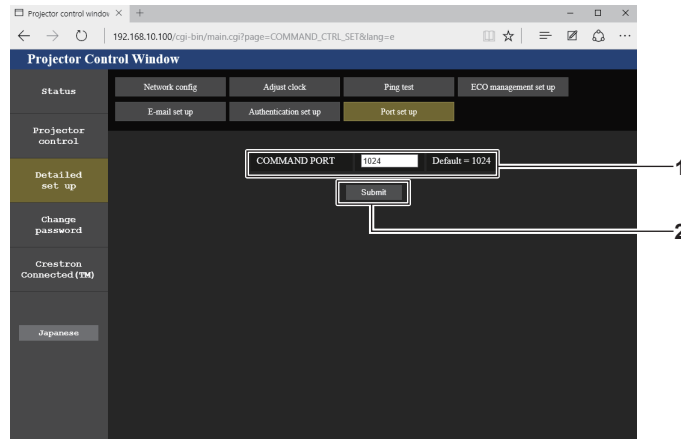 Projector control window
192.168.10.100/cgi-bin/main.cgi?page=COMMAND_CTRL_SET&lang=e
Projector Control Window
Status
Projector
control
Detailed
set up
Change
password
Crestron
Connected(TM)
Japanese
Network config Adjust clock Ping test ECO management set up
E-mail set up Authentication set up Port set up
COMMAND PORT 1024 Default = 1024
1
Submit
2